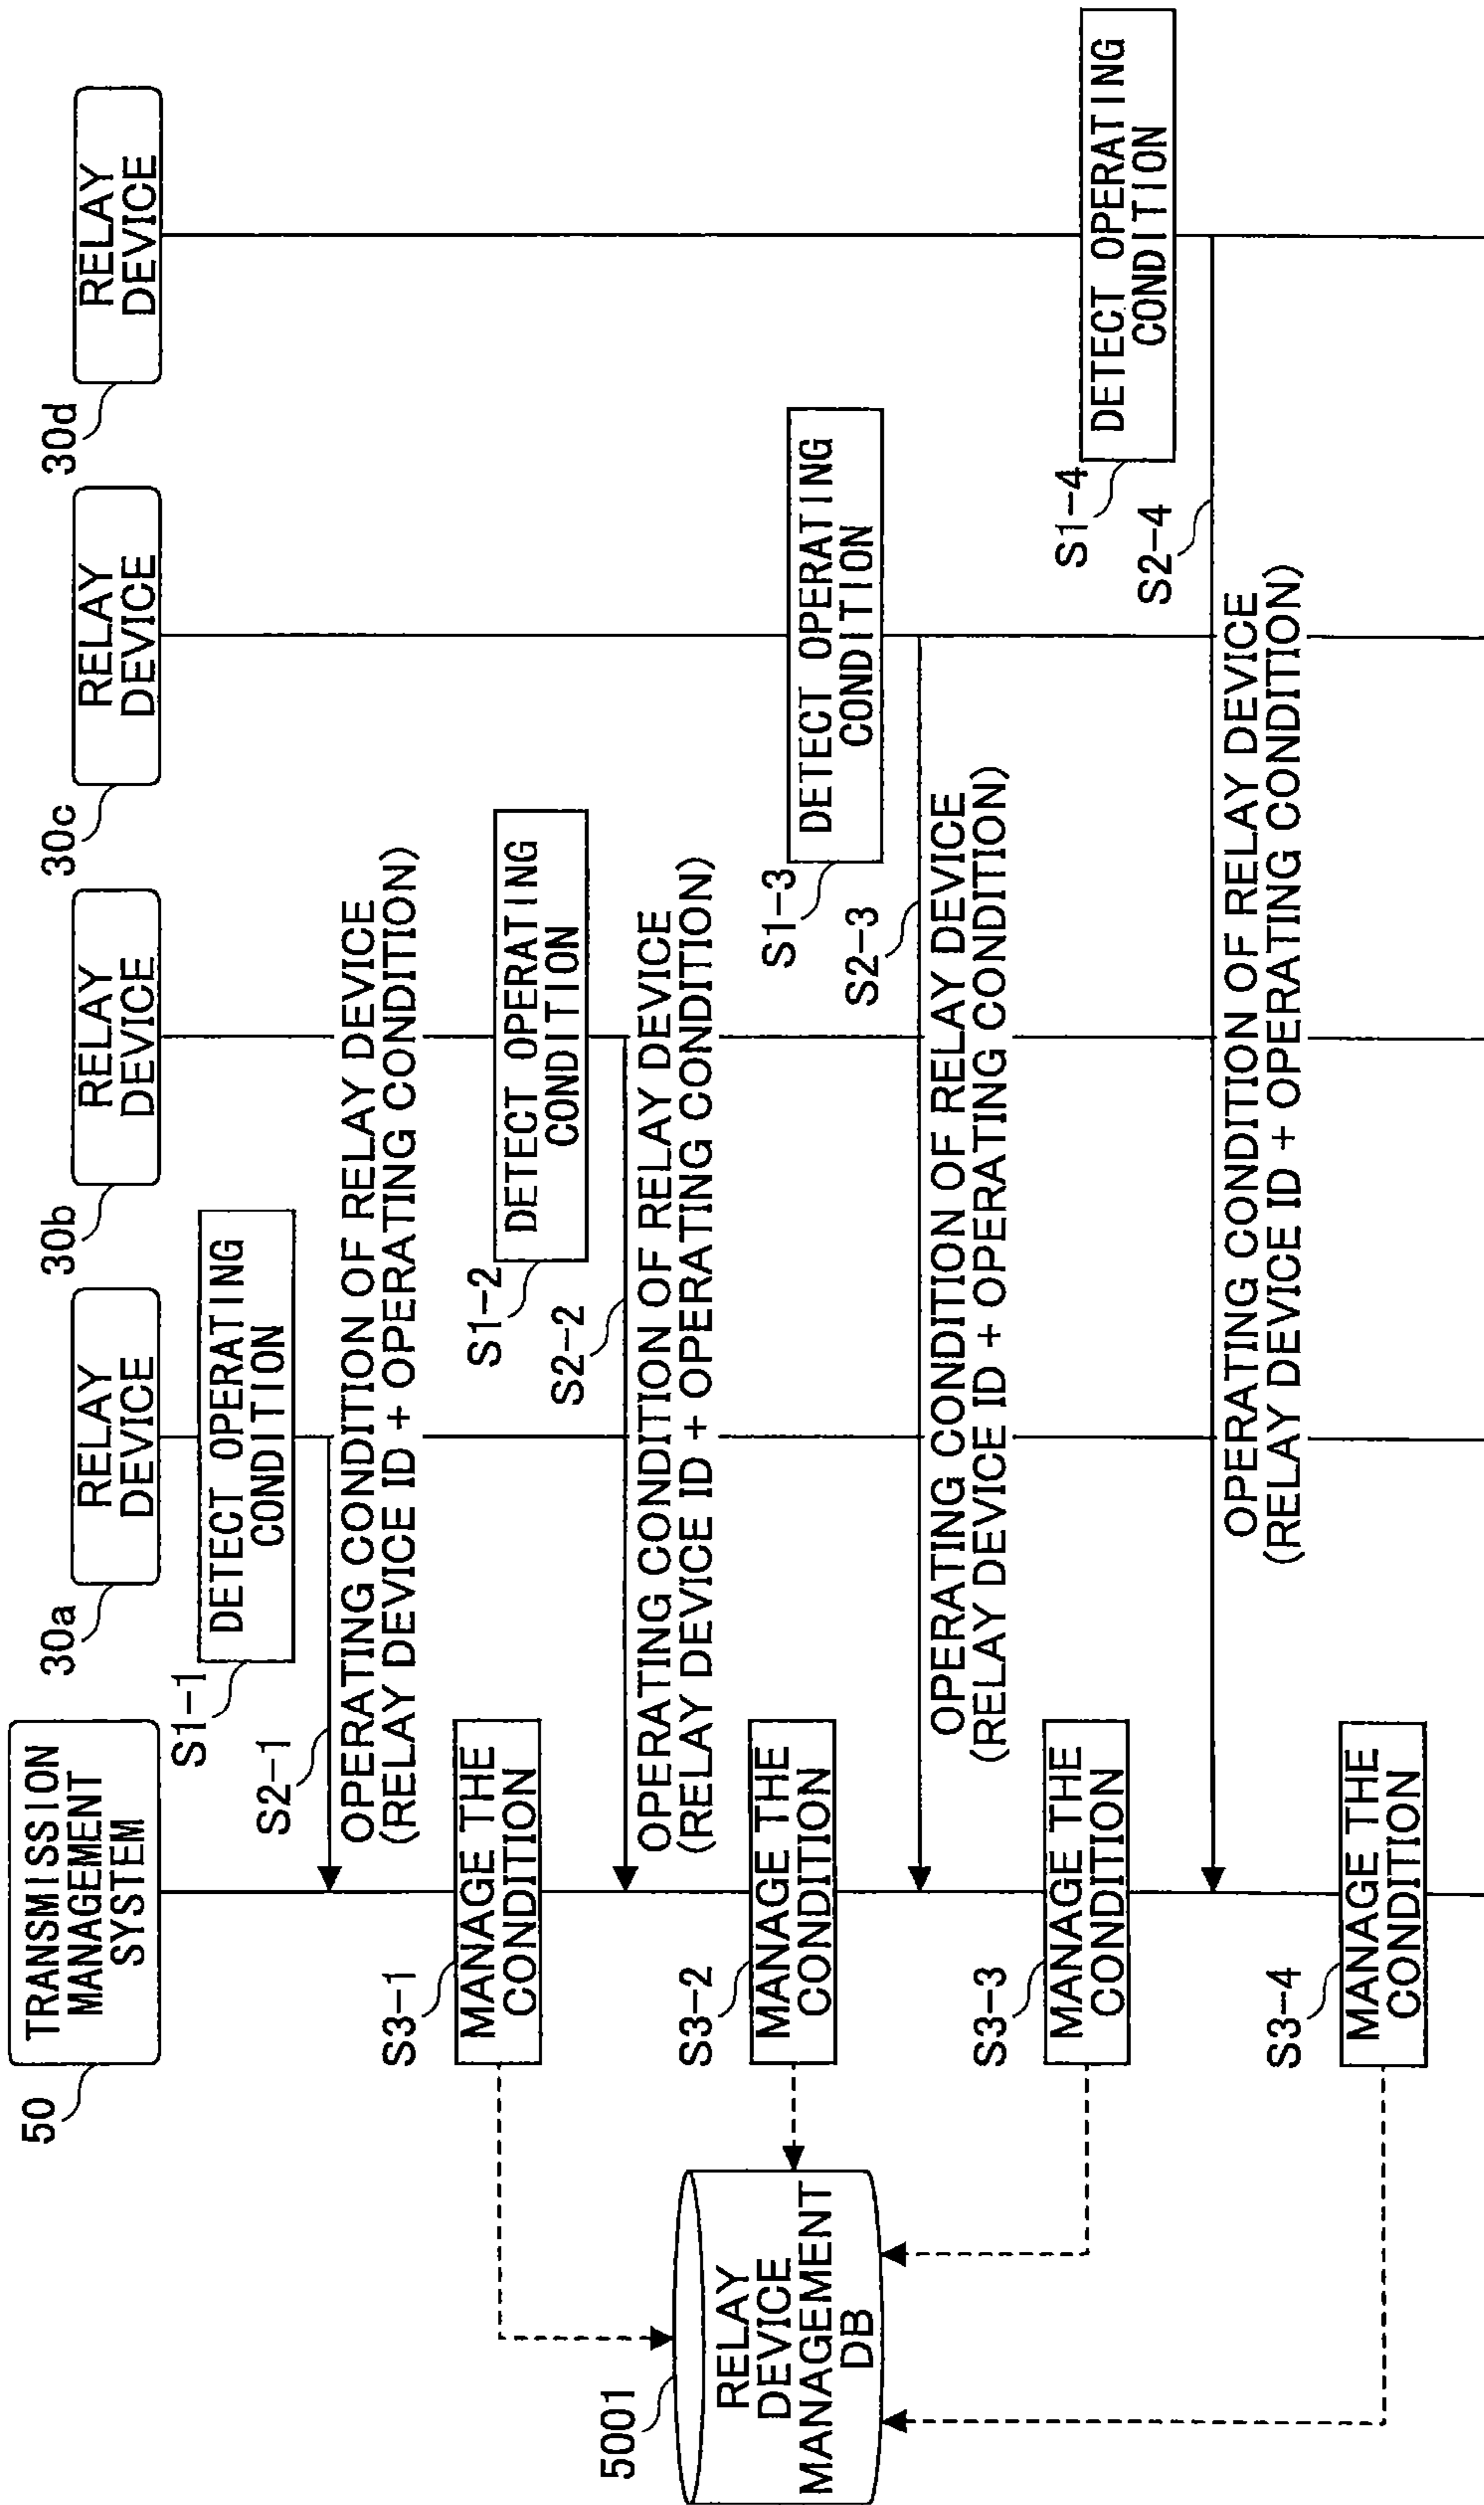 50
TRANSMISSION
MANAGEMENT
SYSTEM
30a
RELAY
DEVICE
30b
RELAY
DEVICE
30c
RELAY
DEVICE
30d
RELAY
DEVICE
S1-1
DETECT OPERATING
CONDITION
S2-1
OPERATING CONDITION OF RELAY DEVICE
(RELAY DEVICE ID + OPERATING CONDITION)
S3-1
MANAGE THE
CONDITION
S1-2
DETECT OPERATING
CONDITION
S2-2
OPERATING CONDITION OF RELAY DEVICE
(RELAY DEVICE ID + OPERATING CONDITION)
5001
RELAY
DEVICE
MANAGEMENT
DB
S3-2
MANAGE THE
CONDITION
S1-3
DETECT OPERATING
CONDITION
S2-3
OPERATING CONDITION OF RELAY DEVICE
(RELAY DEVICE ID + OPERATING CONDITION)
S3-3
MANAGE THE
CONDITION
S1-4
DETECT OPERATING
CONDITION
S2-4
OPERATING CONDITION OF RELAY DEVICE
(RELAY DEVICE ID + OPERATING CONDITION)
S3-4
MANAGE THE
CONDITION